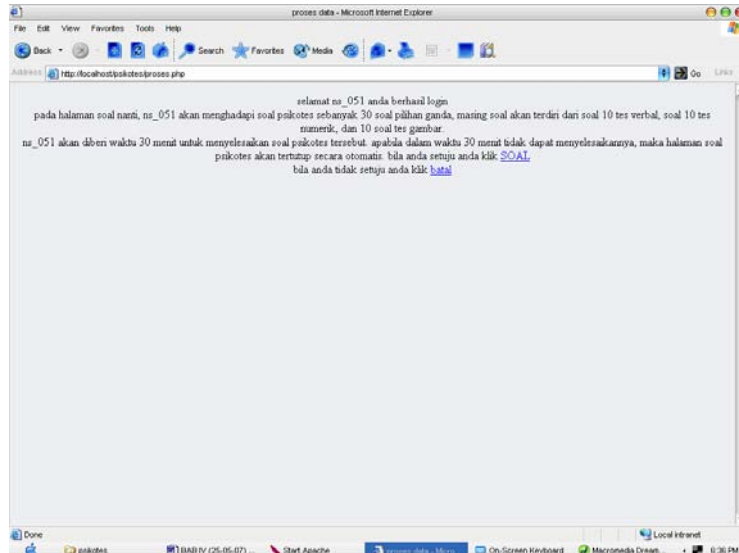 proses data - Microsoft Internet Explorer
File Edit View Favorites Tools Help
Back Search Favorites Media
Address http://localhost/psikotes/proses.php Go Links
selamat ns_051 anda berhasil login
pada halaman soal nanti, ns_051 akan menghadapi soal psikotes sebanyak 30 soal pilihan ganda, masing soal akan terdiri dari soal 10 tes verbal, soal 10 tes
numerik, dan 10 soal tes gambar.
ns_051 akan diberi waktu 30 menit untuk menyelesaikan soal psikotes tersebut. apabila dalam waktu 30 menit tidak dapat menyelesaikannya, maka halaman soal
psikotes akan tertutup secara otomatis. bila anda setuju anda klik SOAL
bila anda tidak setuju anda klik batal
Done Local intranet
psikotes BAB IV (25-05-07) ... Start Apache proses data - Micro... On-Screen Keyboard Macromedia Dream... 8:36 PM